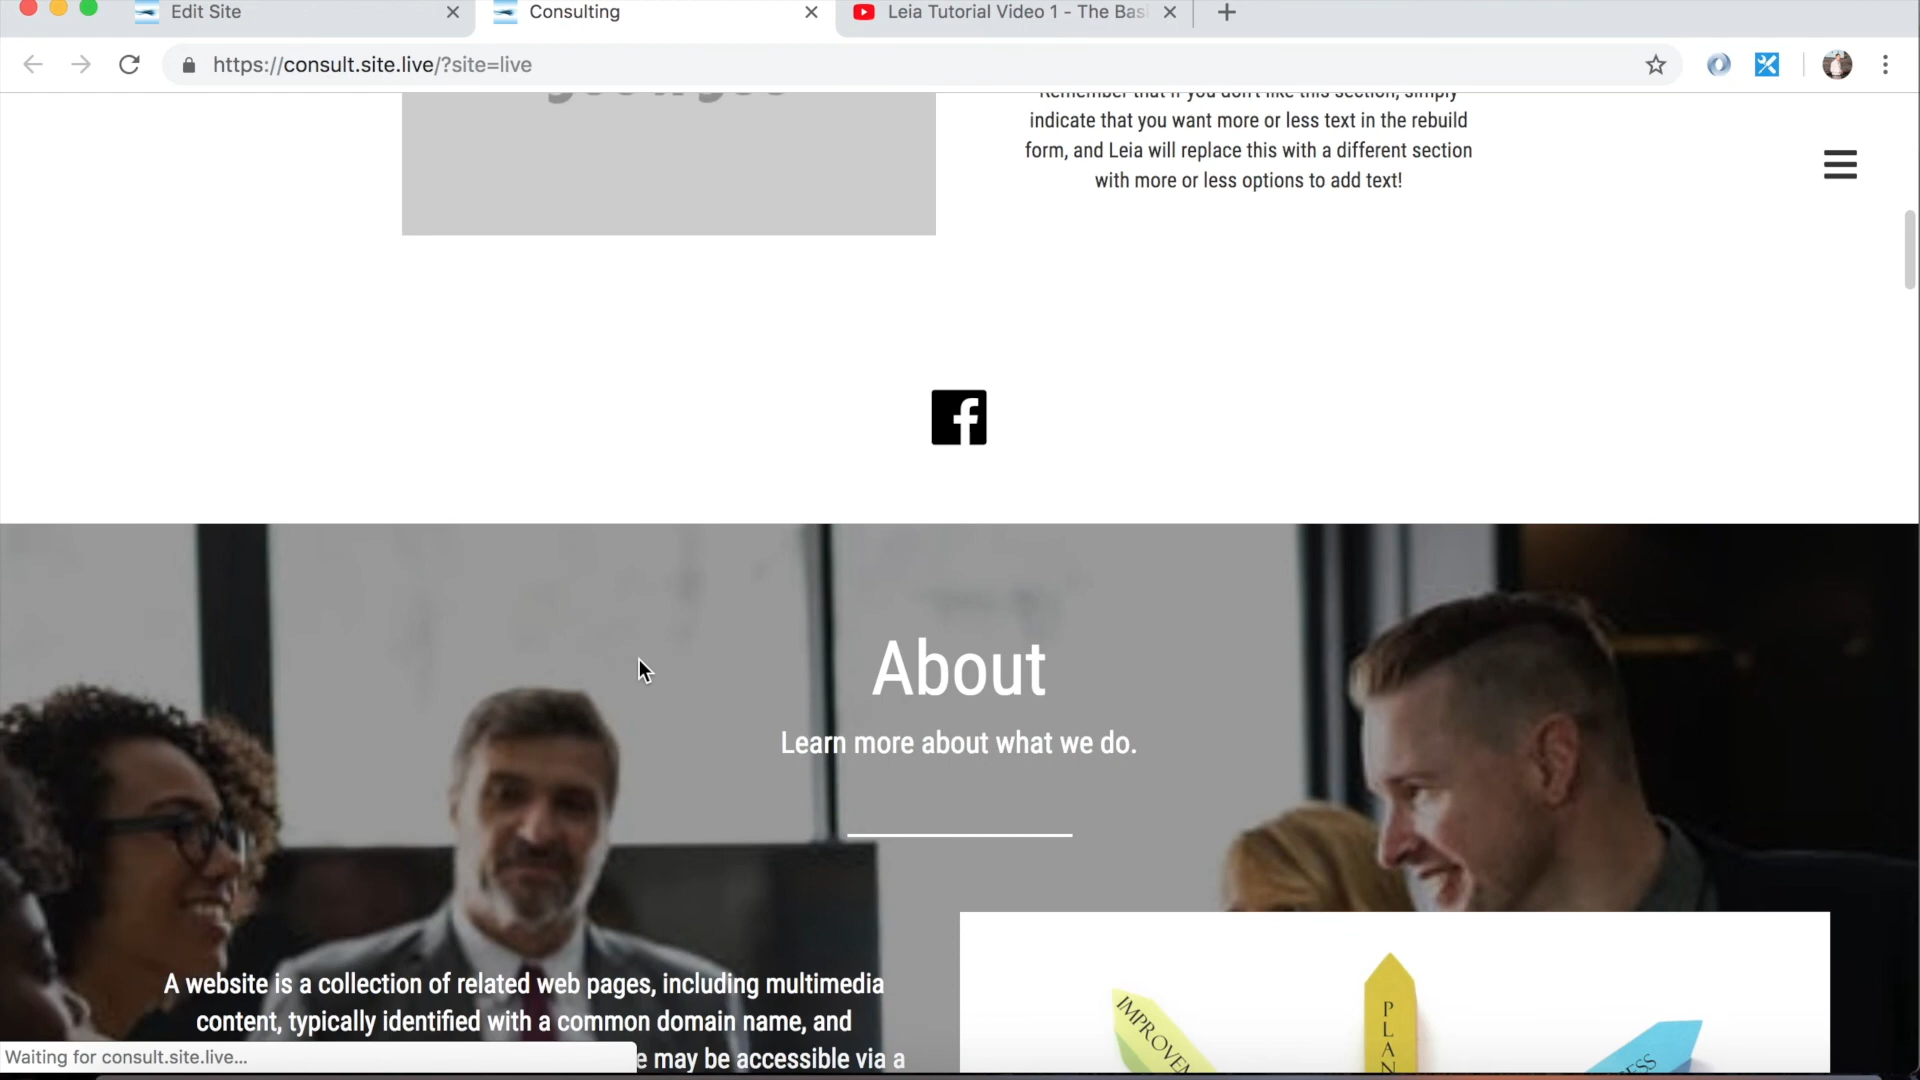 Edit Site
Consulting
Leia Tutorial Video 1 - The Bas
https://consult.site.live/?site=live
Remember that if you don't like this section, simply
indicate that you want more or less text in the rebuild
form, and Leia will replace this with a different section
with more or less options to add text!
About
Learn more about what we do.
A website is a collection of related web pages, including multimedia
content, typically identified with a common domain name, and
e may be accessible via a
IMPROVEM
PLAN
ESS
Waiting for consult.site.live...